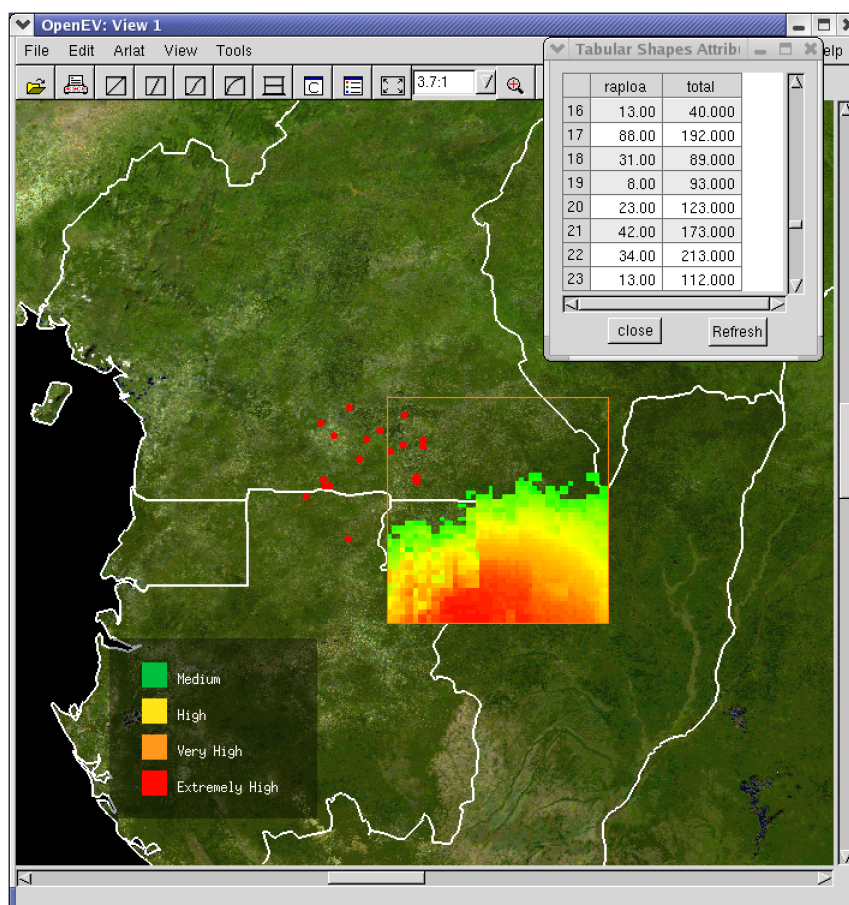 OpenEV: View 1
File Edit Arlat View Tools
3.7:1
Tabular Shapes
raploa total
16 13.00 40.000
17 88.00 192.000
18 31.00 89.000
19 8.00 93.000
20 23.00 123.000
21 42.00 173.000
22 34.00 213.000
23 13.00 112.000
close Refresh
Medium
High
Very High
Extremely High